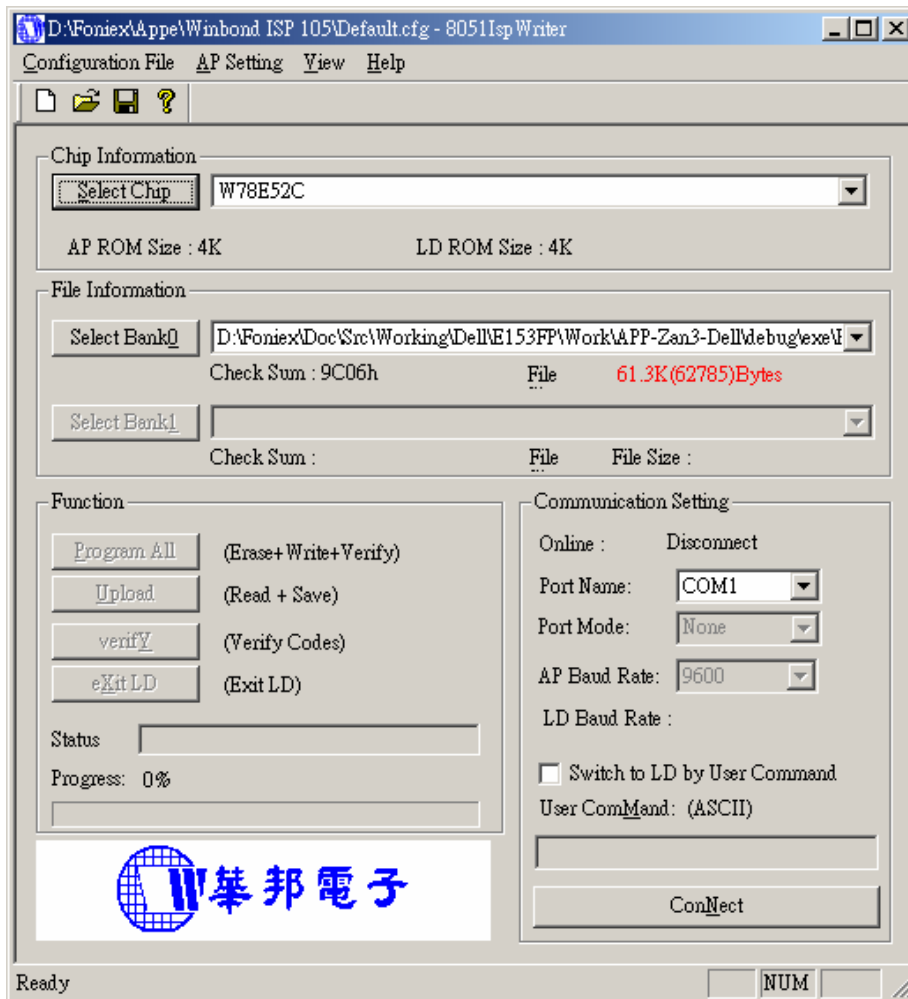 D:\Foniex\Appe\Winbond ISP 105\Default.cfg - 8051IspWriter
Configuration File AP Setting View Help
Chip Information
Select Chip W78E52C
AP ROM Size : 4K LD ROM Size : 4K
File Information
Select Bank0 D:\Foniex\Doc\Src\Working\Dell\E153FP\Work\APP-Zan3-Dell\debug\exe\
Check Sum : 9C06h File 61.3K(62785)Bytes
Select Bank1
Check Sum : File File Size :
Function
Program All (Erase+Write+Verify)
Upload (Read + Save)
verifY (Verify Codes)
eXit LD (Exit LD)
Status
Progress: 0%
華邦電子
Communication Setting
Online : Disconnect
Port Name: COM1
Port Mode: None
AP Baud Rate: 9600
LD Baud Rate :
Switch to LD by User Command
User ComMand: (ASCII)
ConNect
Ready NUM